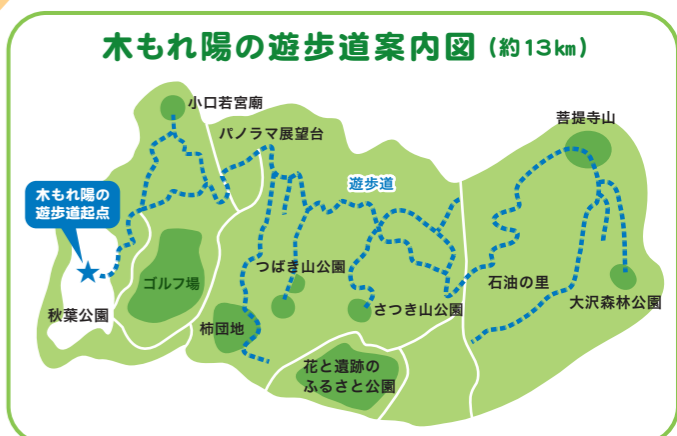 木もれ陽の遊歩道案内図(約13km)
小口若宮廟
パノラマ展望台
菩提寺山
遊歩道
木もれ陽の
遊歩道起点
つばき山公園
ゴルフ場
石油の里
大沢森林公園
秋葉公園
さつき山公園
柿団地
花と遺跡の
ふるさと公園